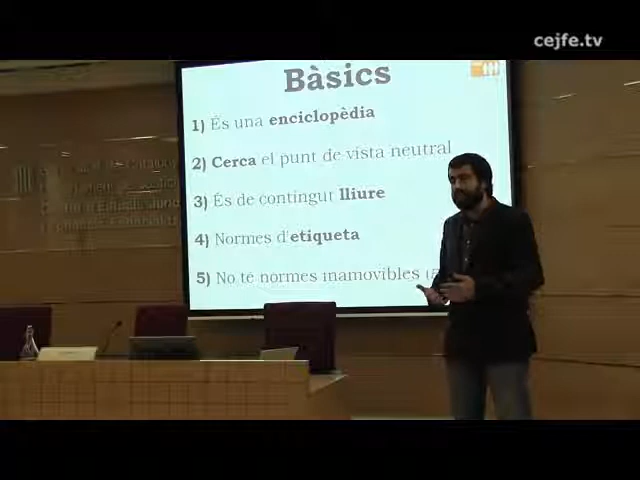 cejfe.tv
Bàsics
1) És una enciclopèdia
2) Cerca el punt de vista neutral
3) És de contingut lliure
4) Normes d'etiqueta
5) No té normes inamovibles